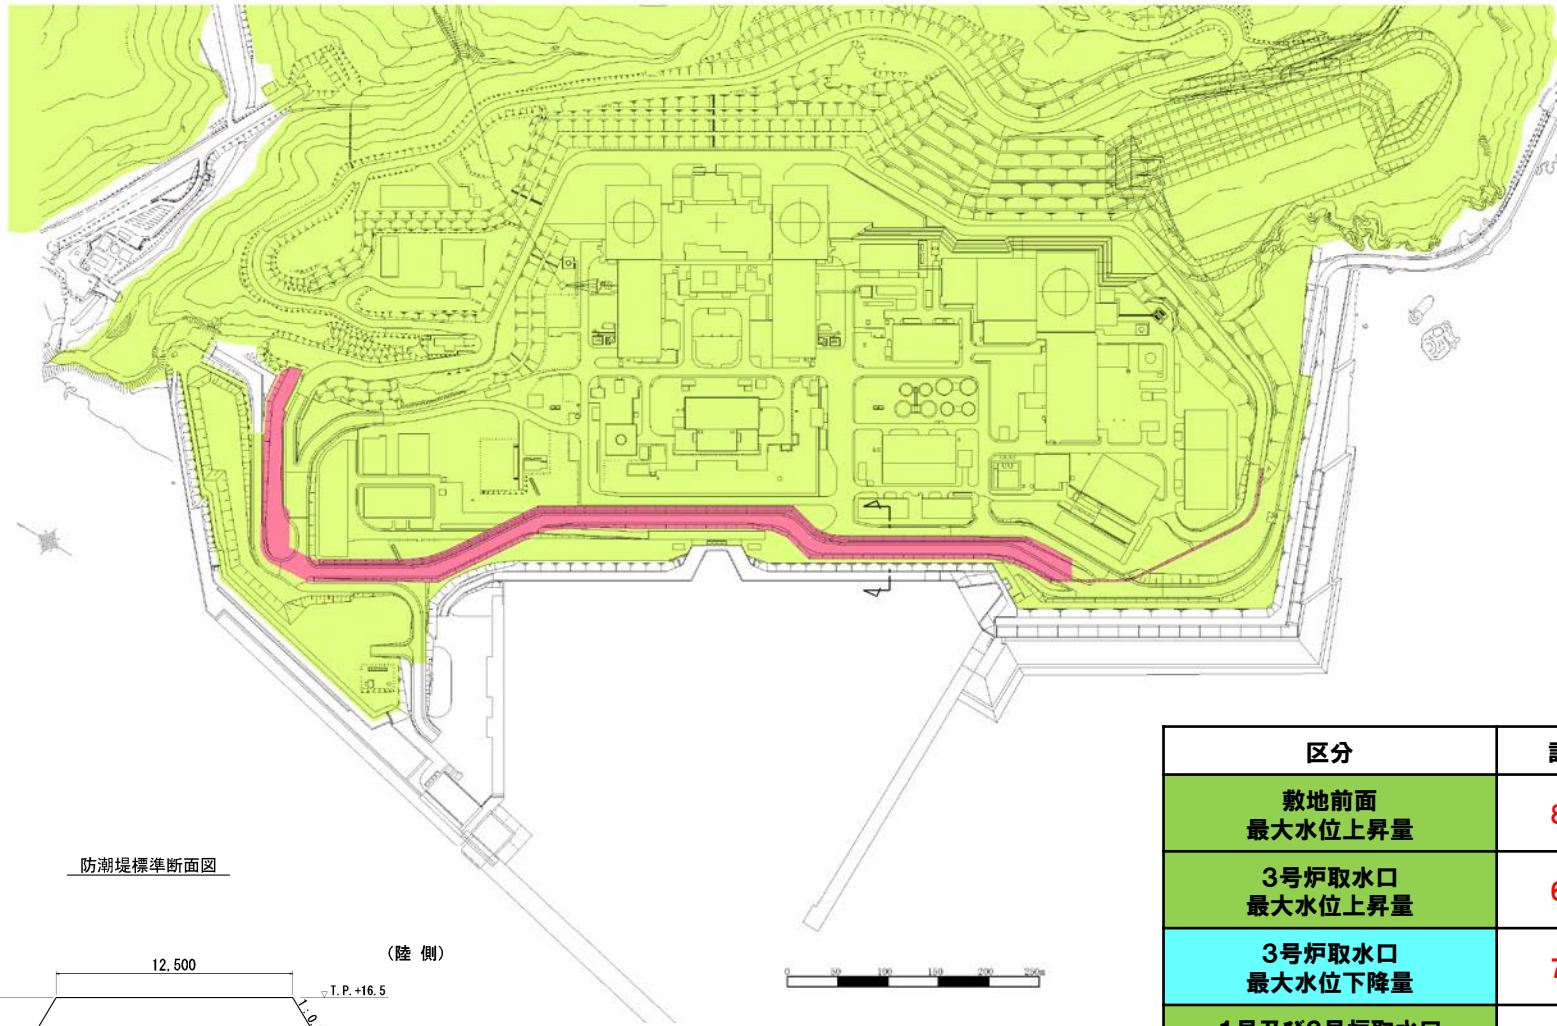 防潮堤標準断面図
(陸 側)
12,500
T.P.+16.5
0 50 100 150 200 250m
区分
敷地前面
最大水位上昇量
3号炉取水口
最大水位上昇量
3号炉取水口
最大水位下降量